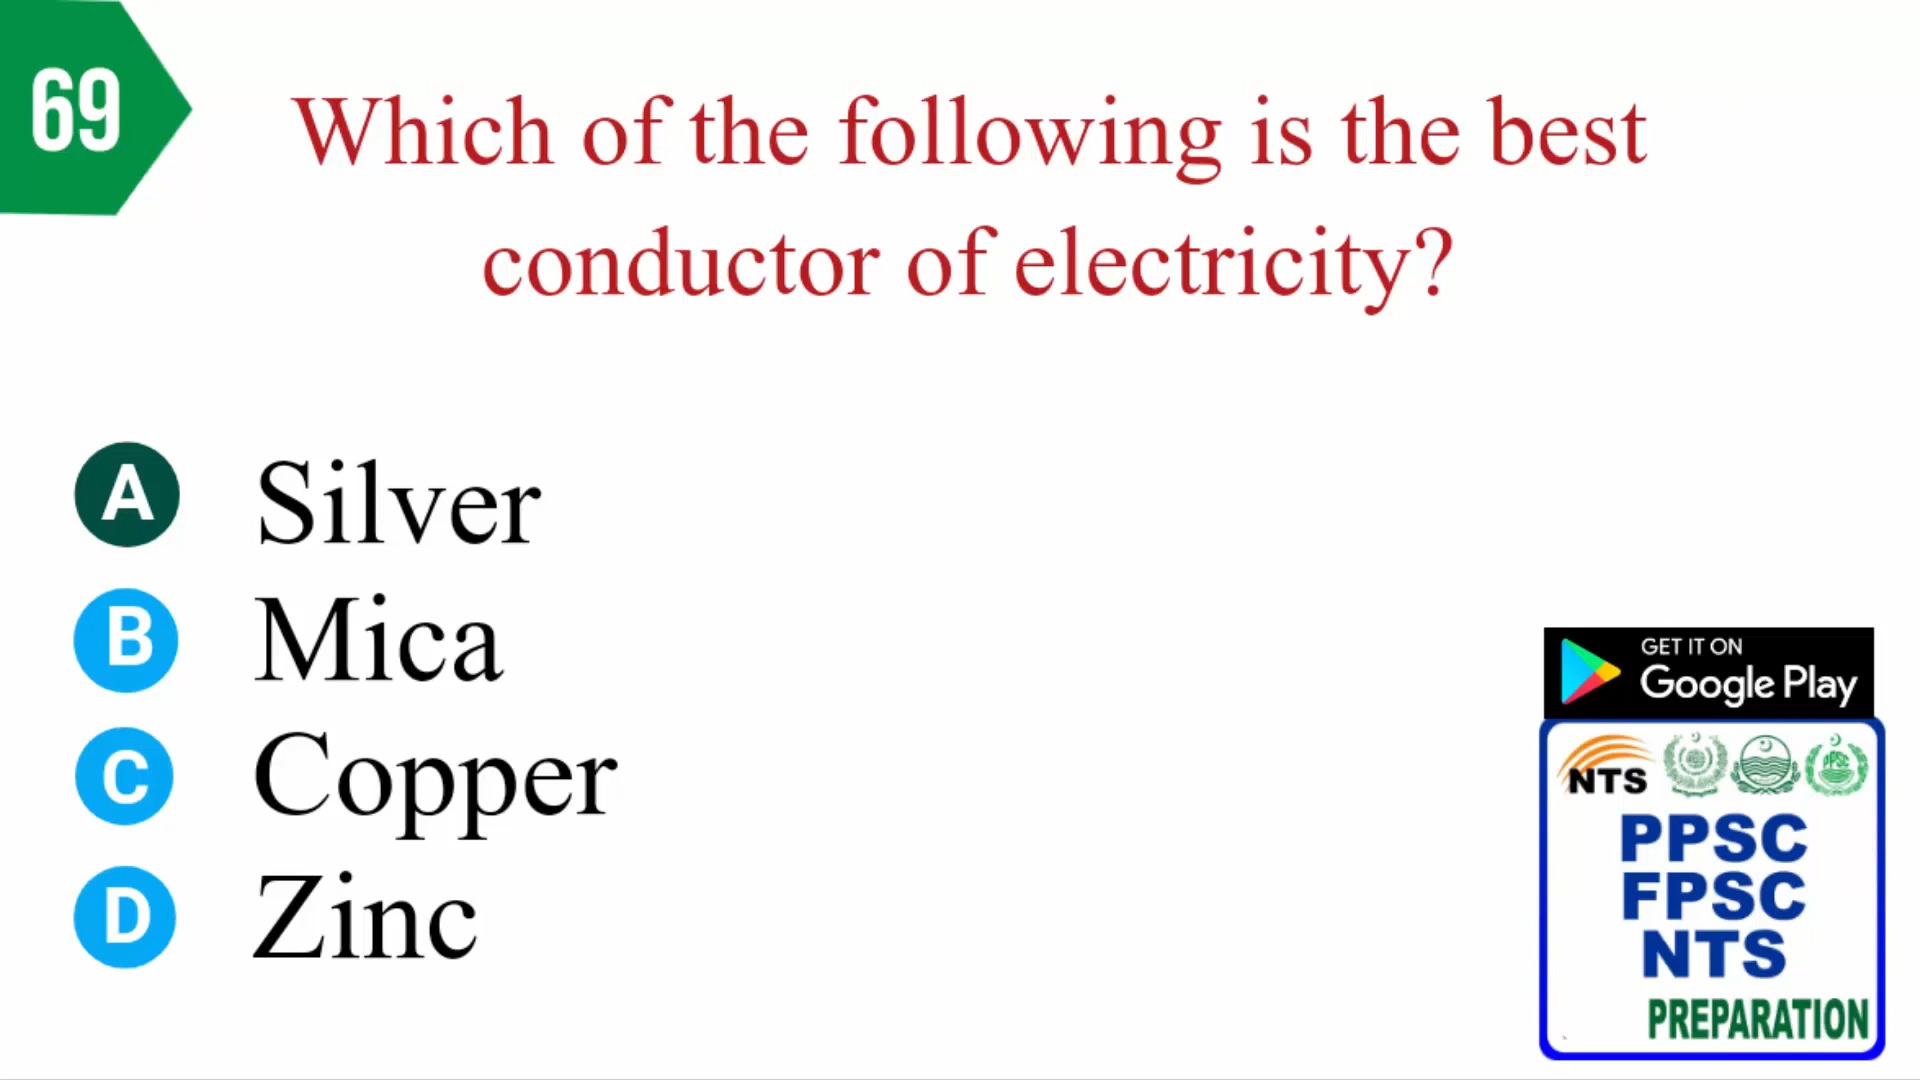 69
Which of the following is the best
conductor of electricity?
A Silver
B Mica
C Copper
D Zinc
GET IT ON
Google Play
NTS
PPSC
PPSC
FPSC
NTS
PREPARATION